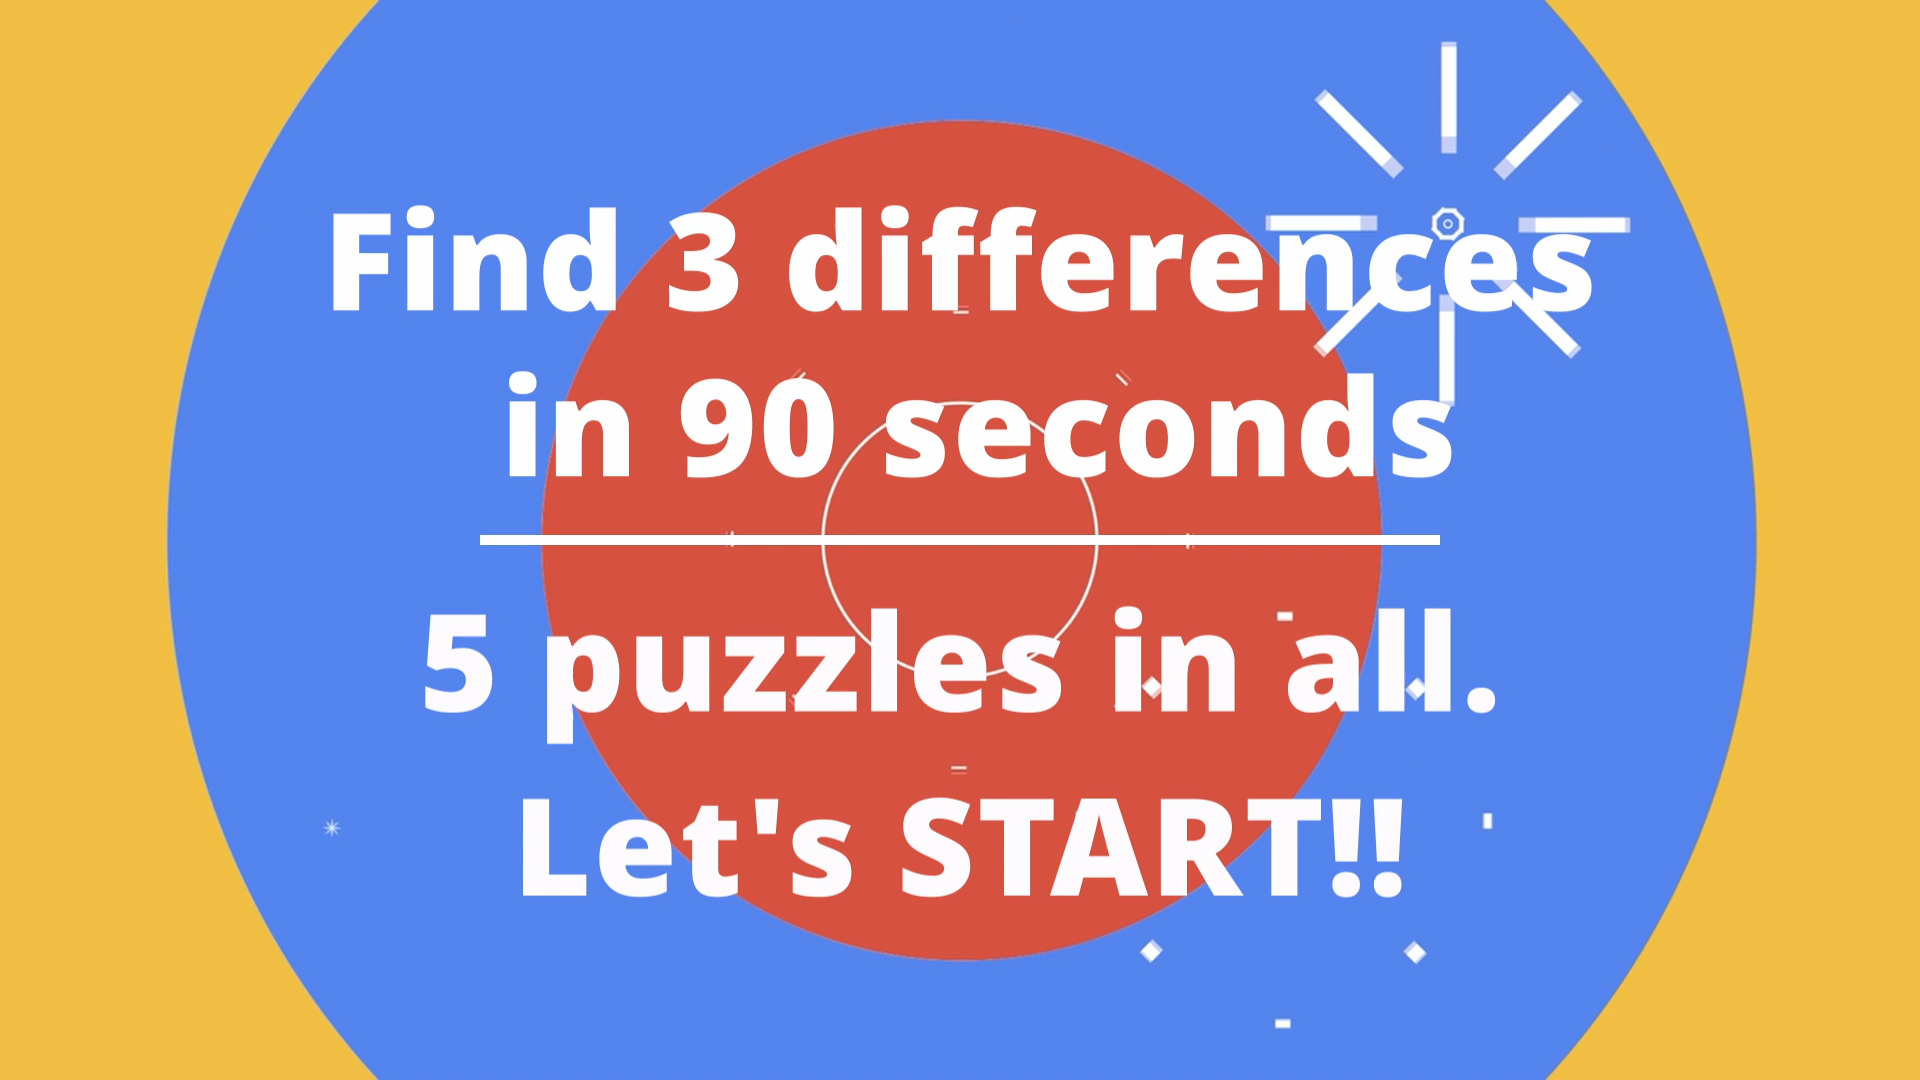 Find 3 differences
in 90 seconds
5 puzzles in all.
Let's START!!